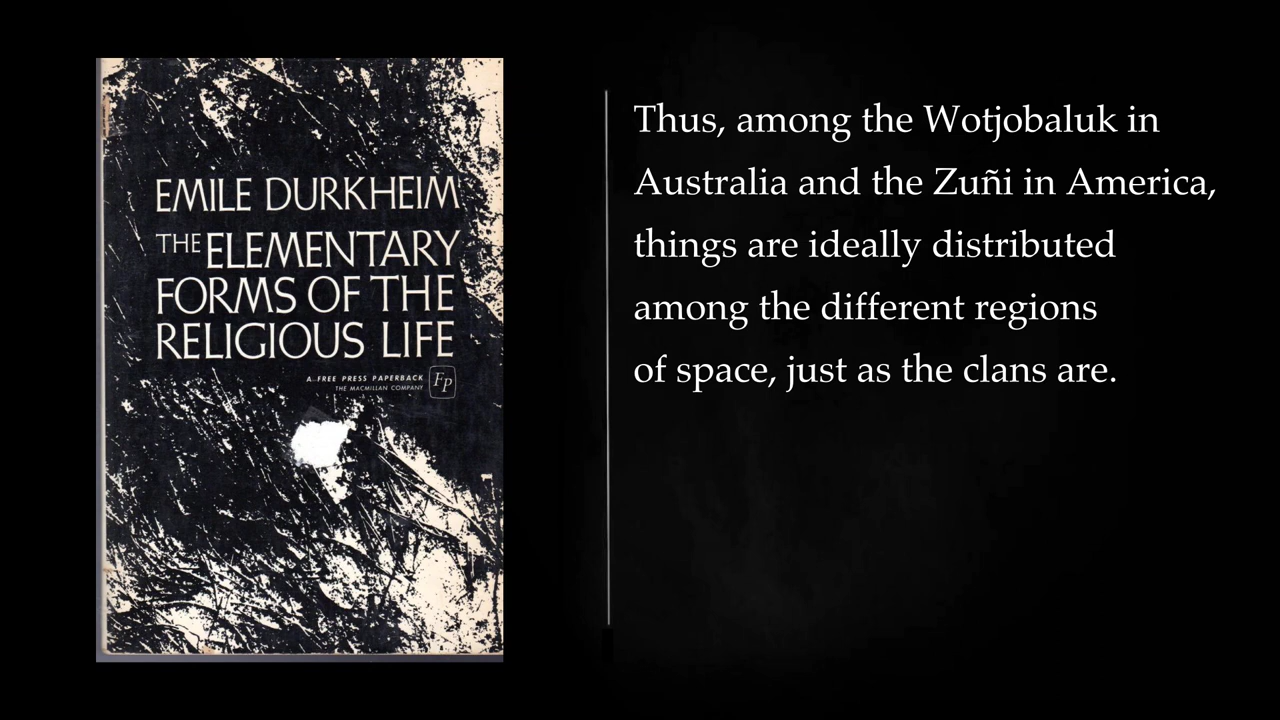 EMILE DURKHEIM
THE ELEMENTARY
FORMS OF THE
RELIGIOUS LIFE
A FREE PRESS PAPERBACK
THE MACMILLAN COMPANY
Fp
Thus, among the Wotjobaluk in
Australia and the Zuñi in America,
things are ideally distributed
among the different regions
of space, just as the clans are.